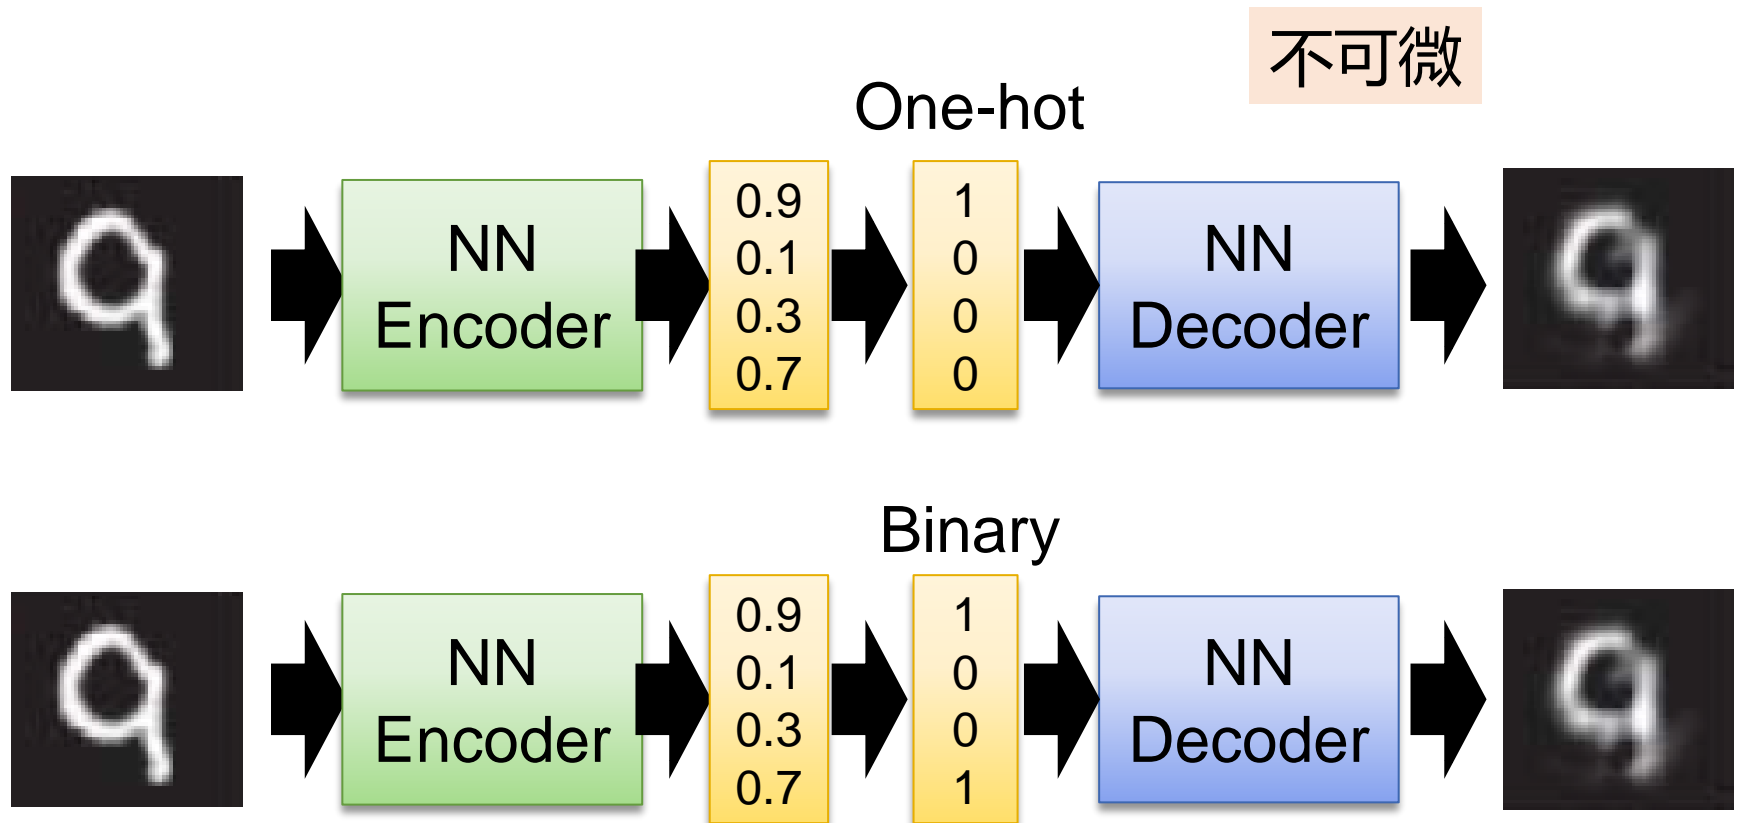 不可微
One-hot
NN
Encoder
0.9
0.1
0.3
0.7
1
0
0
0
NN
Decoder
Binary
NN
Encoder
0.9
0.1
0.3
0.7
1
0
0
1
NN
Decoder